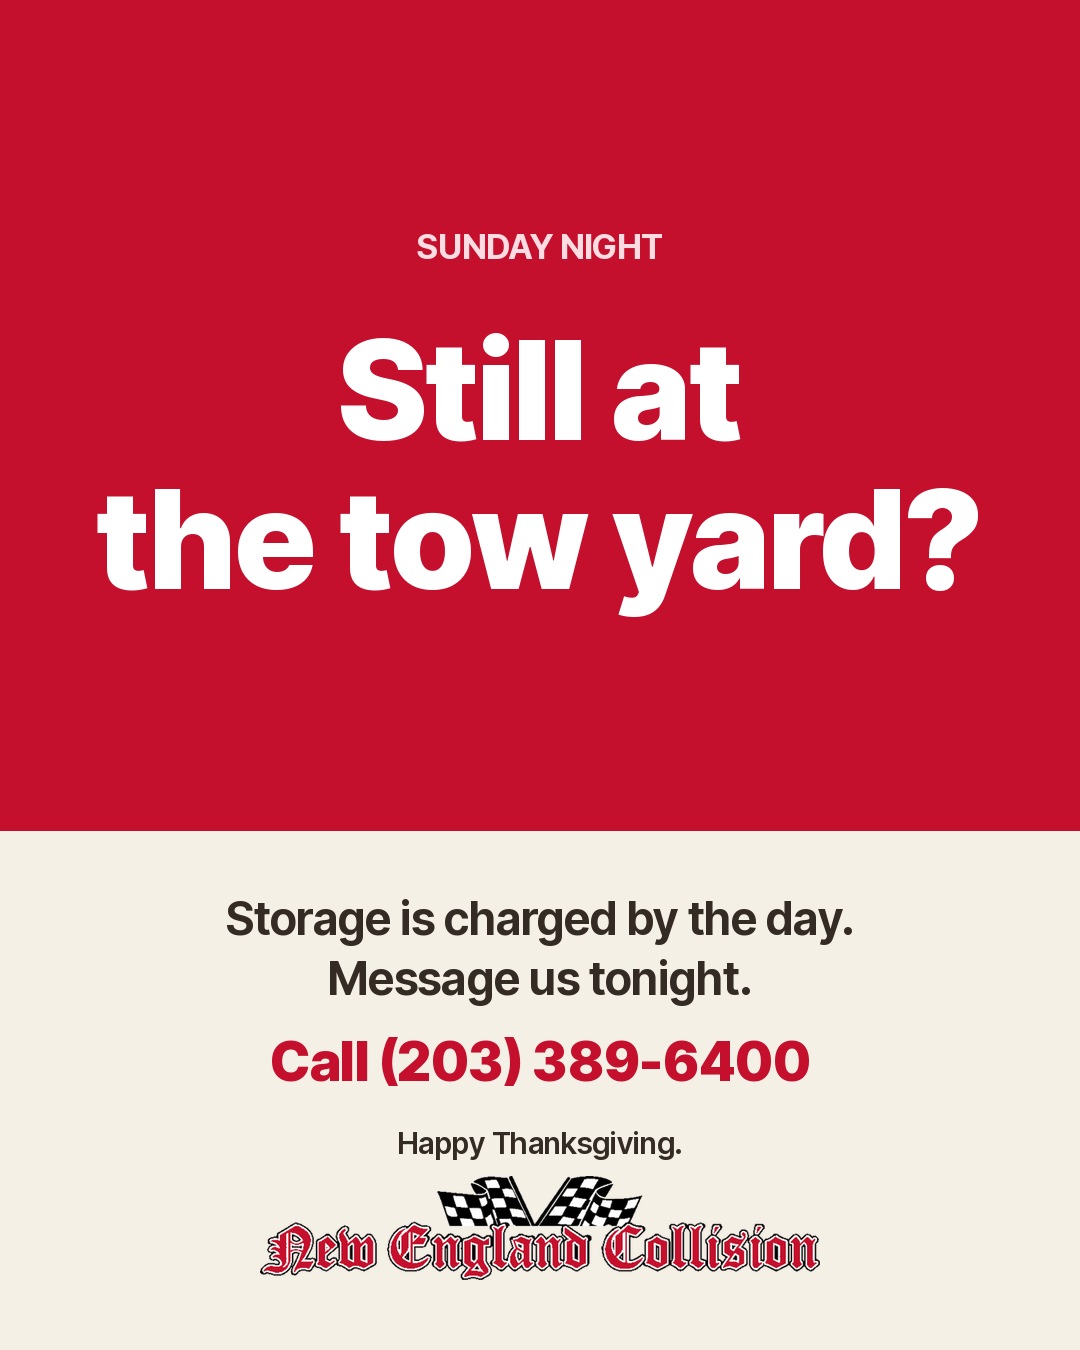 SUNDAY NIGHT
Still at
the tow yard?
Storage is charged by the day.
Message us tonight.
Call (203) 389-6400
Happy Thanksgiving.
New England Collision